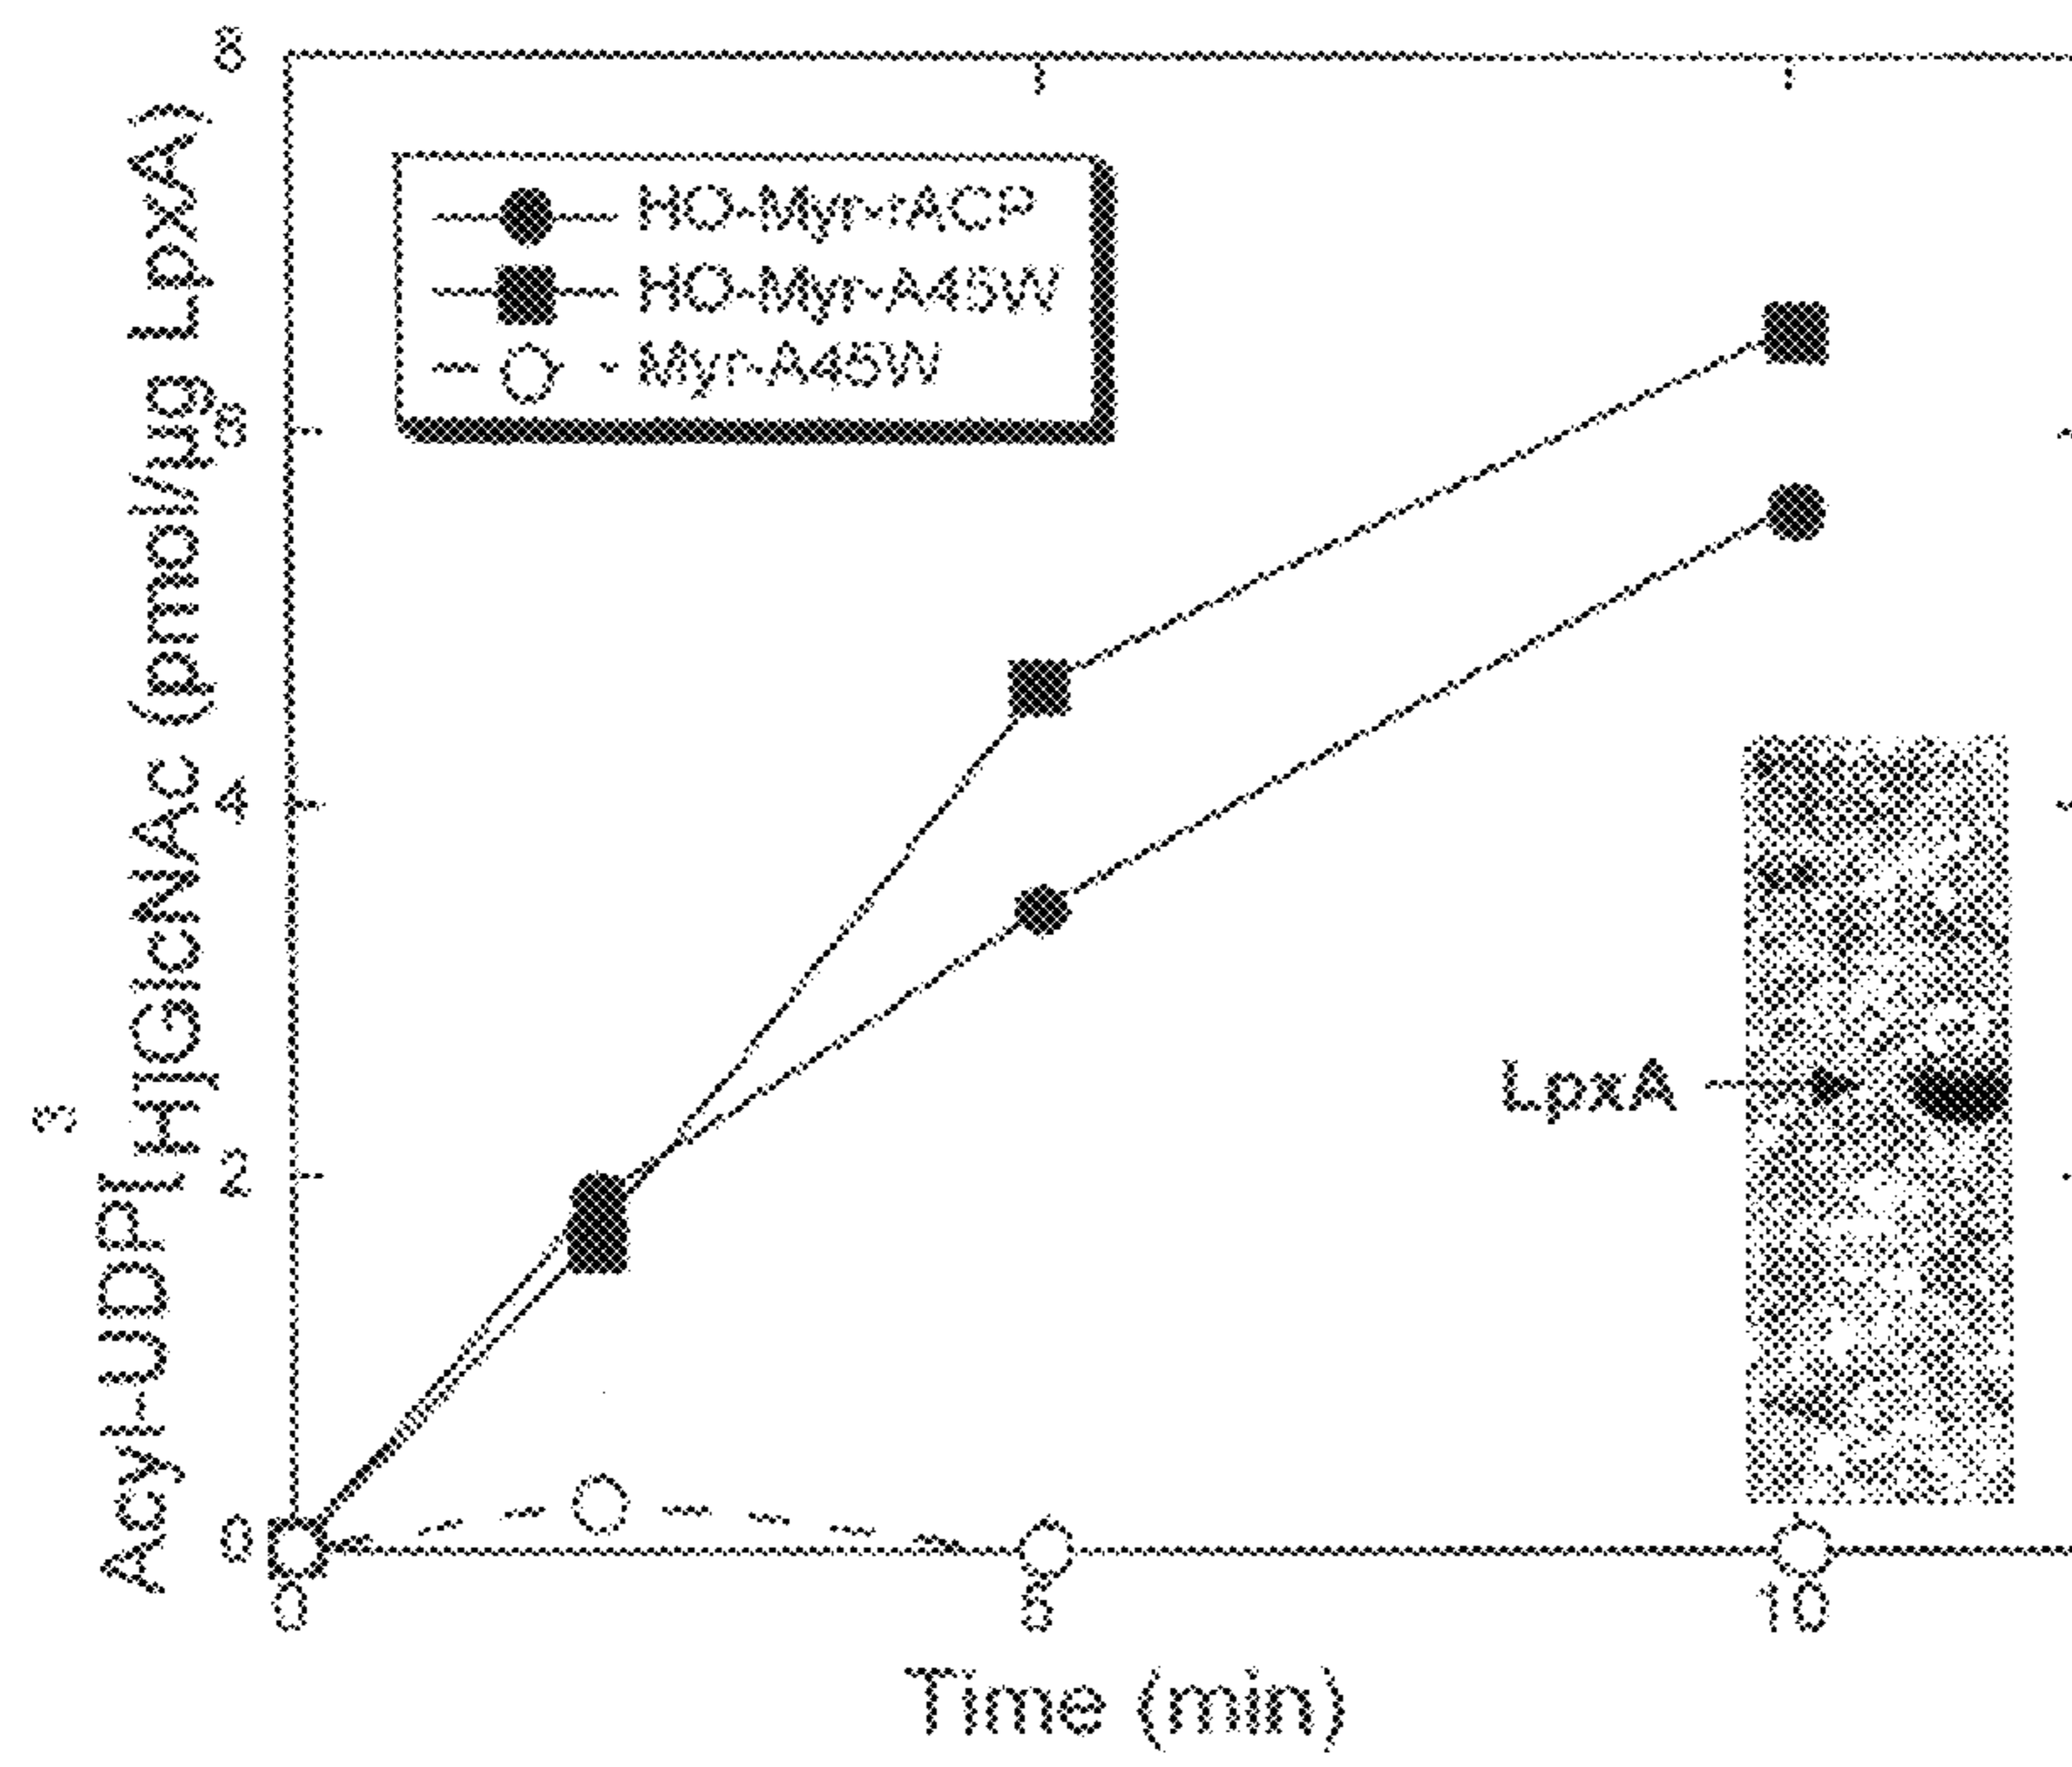 8
6
4
2
0
Acyl-UDP[ ³H]GlcNAc (pmol/µg LpxA)
HO-Myr-rACP
HO-Myr-A45W
Myr-A45W
LpxA
0
5
10
Time (min)